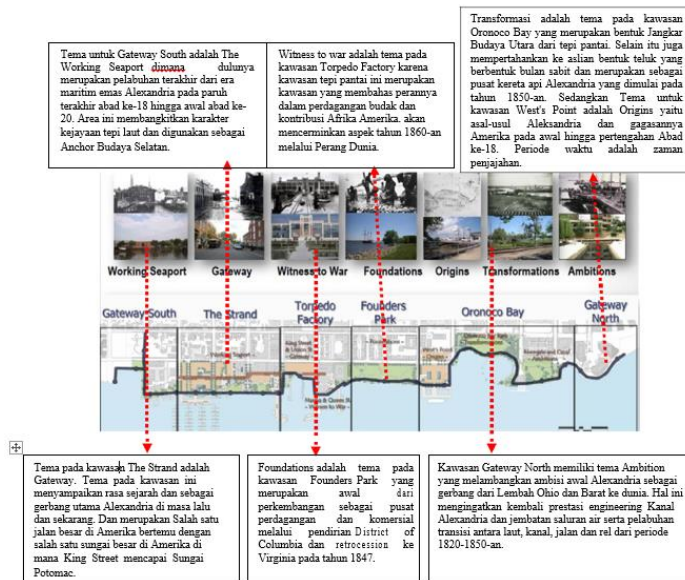 Tema untuk Gateway South adalah The
Working Seaport dimana dulunya
merupakan pelabuhan terakhir dari era
maritim emas Alexandria pada paruh
terakhir abad ke-18 hingga awal abad ke-
20. Area ini membangkitkan karakter
kejayaan tepi laut dan digunakan sebagai
Anchor Budaya Selatan.
Witness to war adalah tema pada
kawasan Torpedo Factory karena
kawasan tepi pantai ini merupakan
kawasan yang membahas perannya
dalam perdagangan budak dan
kontribusi Afrika Amerika. akan
mencerminkan aspek tahun 1860-an
melalui Perang Dunia.
Transformasi adalah tema pada kawasan
Oronoco Bay yang merupakan bentuk Jangkar
Budaya Utara dari tepi pantai. Selain itu juga
mempertahankan ke aslian bentuk teluk yang
berbentuk bulan sabit dan merupakan sebagai
pusat kereta api Alexandria yang dimulai pada
tahun 1850-an. Sedangkan Tema untuk
kawasan West's Point adalah Origins yaitu
asal-usul Aleksandria dan gagasannya
Amerika pada awal hingga pertengahan Abad
ke-18. Periode waktu adalah zaman
penjajahan.
Working Seaport Gateway Witness to War Foundations Origins Transformations Ambitions
Gateway South The Strand Torpedo Factory Founders Park Oronoco Bay Gateway North
Tema pada kawasan The Strand adalah
Gateway. Tema pada kawasan ini
menyampaikan rasa sejarah dan sebagai
gerbang utama Alexandria di masa lalu
dan sekarang. Dan merupakan Salah satu
jalan besar di Amerika bertemu dengan
salah satu sungai besar di Amerika di
mana King Street mencapai Sungai
Potomac.
Foundations adalah tema pada
kawasan Founders Park yang
merupakan awal dari
perkembangan sebagai pusat
perdagangan dan komersial
melalui pendirian District of
Columbia dan retrocession ke
Virginia pada tahun 1847.
Kawasan Gateway North memiliki tema Ambition
yang melambangkan ambisi awal Alexandria sebagai
gerbang dari Lembah Ohio dan Barat ke dunia. Hal ini
mengingatkan kembali prestasi engineering Kanal
Alexandria dan jembatan saluran air serta pelabuhan
transisi antara laut, kanal, jalan dan rel dari periode
1820-1850-an.